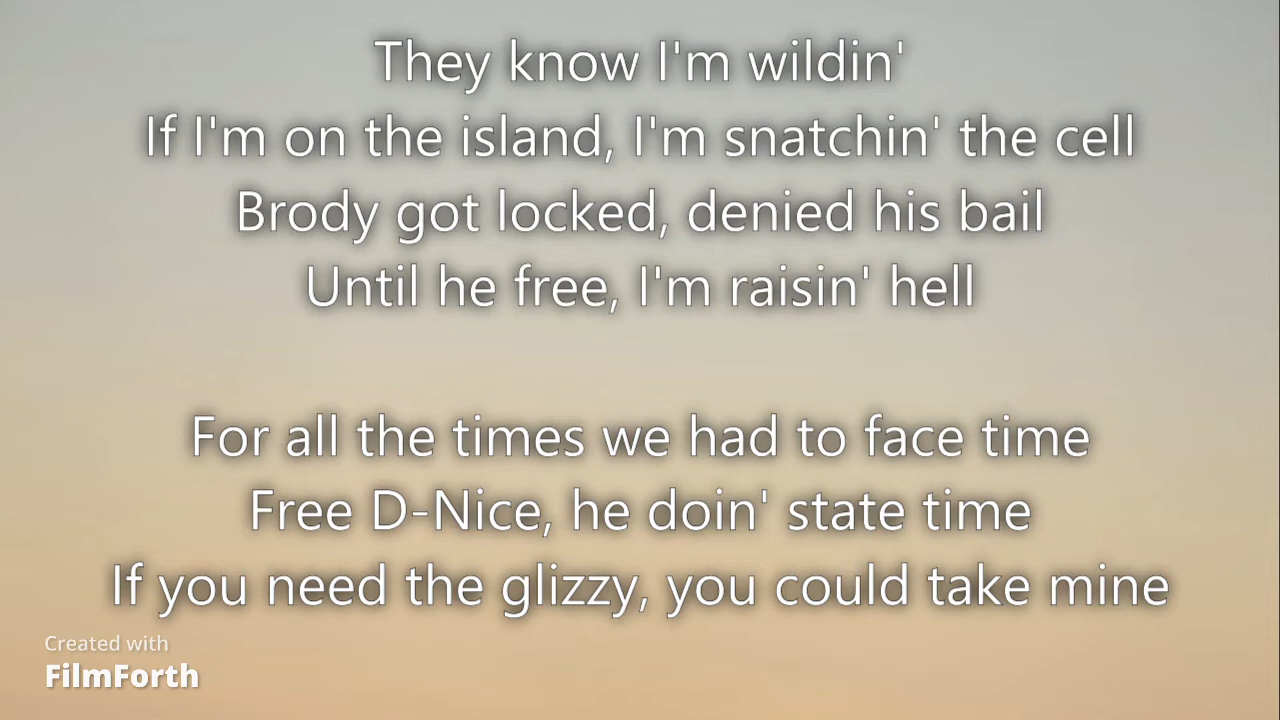 They know I'm wildin'
If I'm on the island, I'm snatchin' the cell
Brody got locked, denied his bail
Until he free, I'm raisin' hell
For all the times we had to face time
Free D-Nice, he doin' state time
If you need the glizzy, you could take mine
Created with
FilmForth